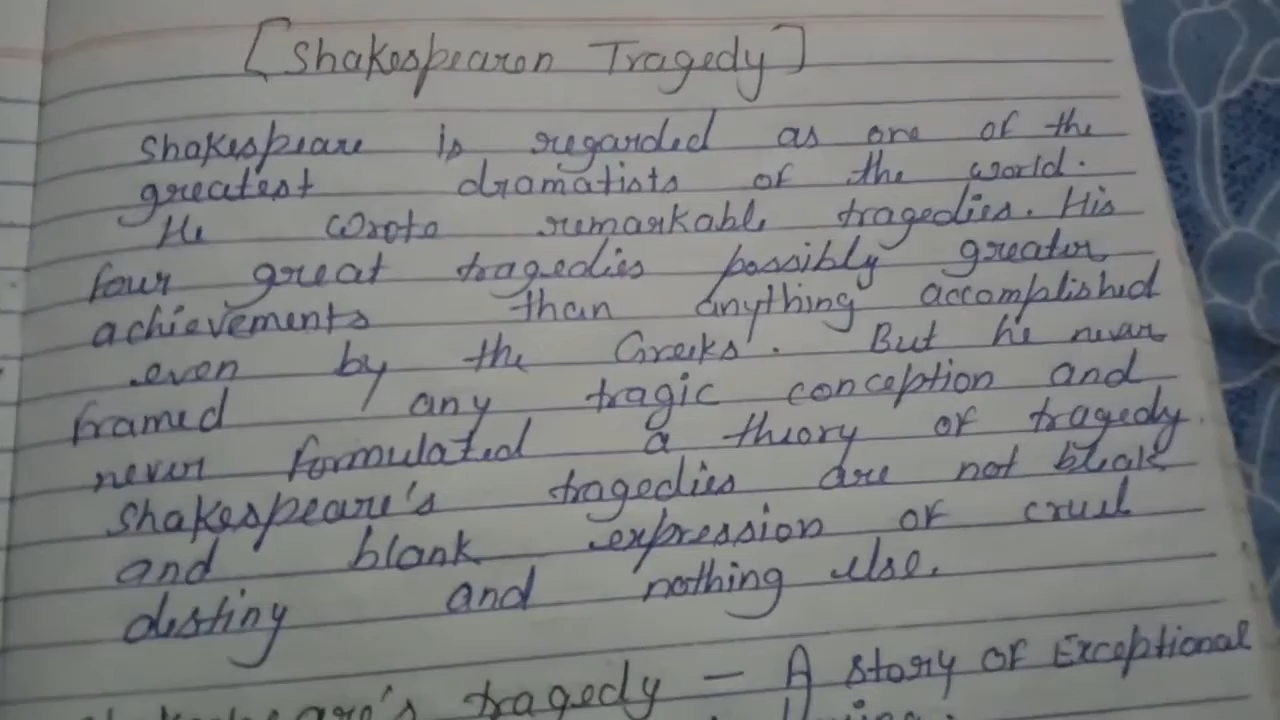 [Shakespearen Tragedy]
Shakespeare is regarded as one of the
greatest dramatists of the world.
He wrote remarkable tragedies. His
four great tragedies possibly greater
achievements than anything accomplished
even by the Greeks'. But he never
framed any tragic conception and
never formulated a theory of tragedy.
Shakespeare's tragedies are not bleak
and blank expression of cruel
destiny and nothing else.
tragedy – A story of Exceptional